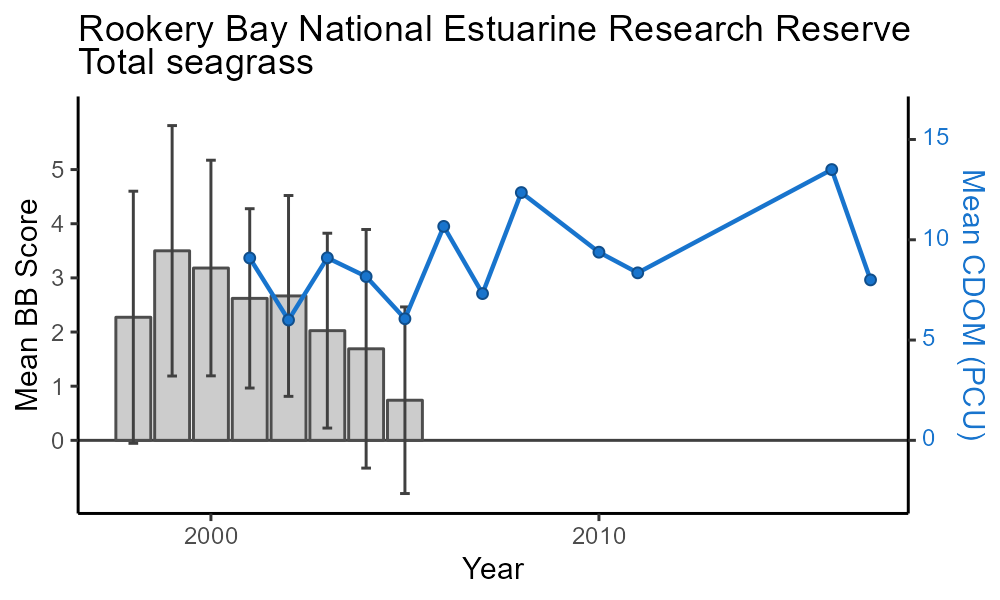 Rookery Bay National Estuarine Research Reserve
Total seagrass
Mean BB Score
5
4
3
2
1
0
15
10
5
0
Mean CDOM (PCU)
2000
2010
Year